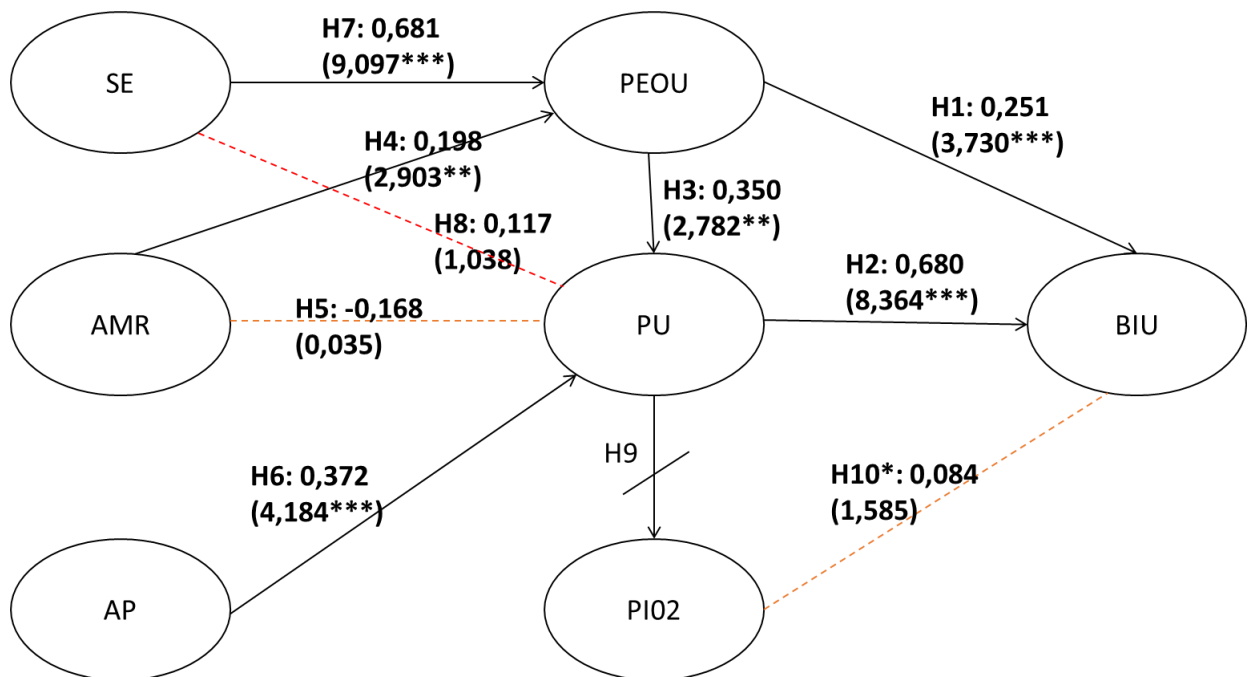 H7: 0,681
(9,097***)
SE
PEOU
H1: 0,251
(3,730***)
H4: 0,198
(2,903**)
H3: 0,350
(2,782**)
H8: 0,117
(1,038)
H2: 0,680
(8,364***)
H5: -0,168
(0,035)
AMR
PU
BIU
H9
H6: 0,372
(4,184***)
H10*: 0,084
(1,585)
AP
PI02